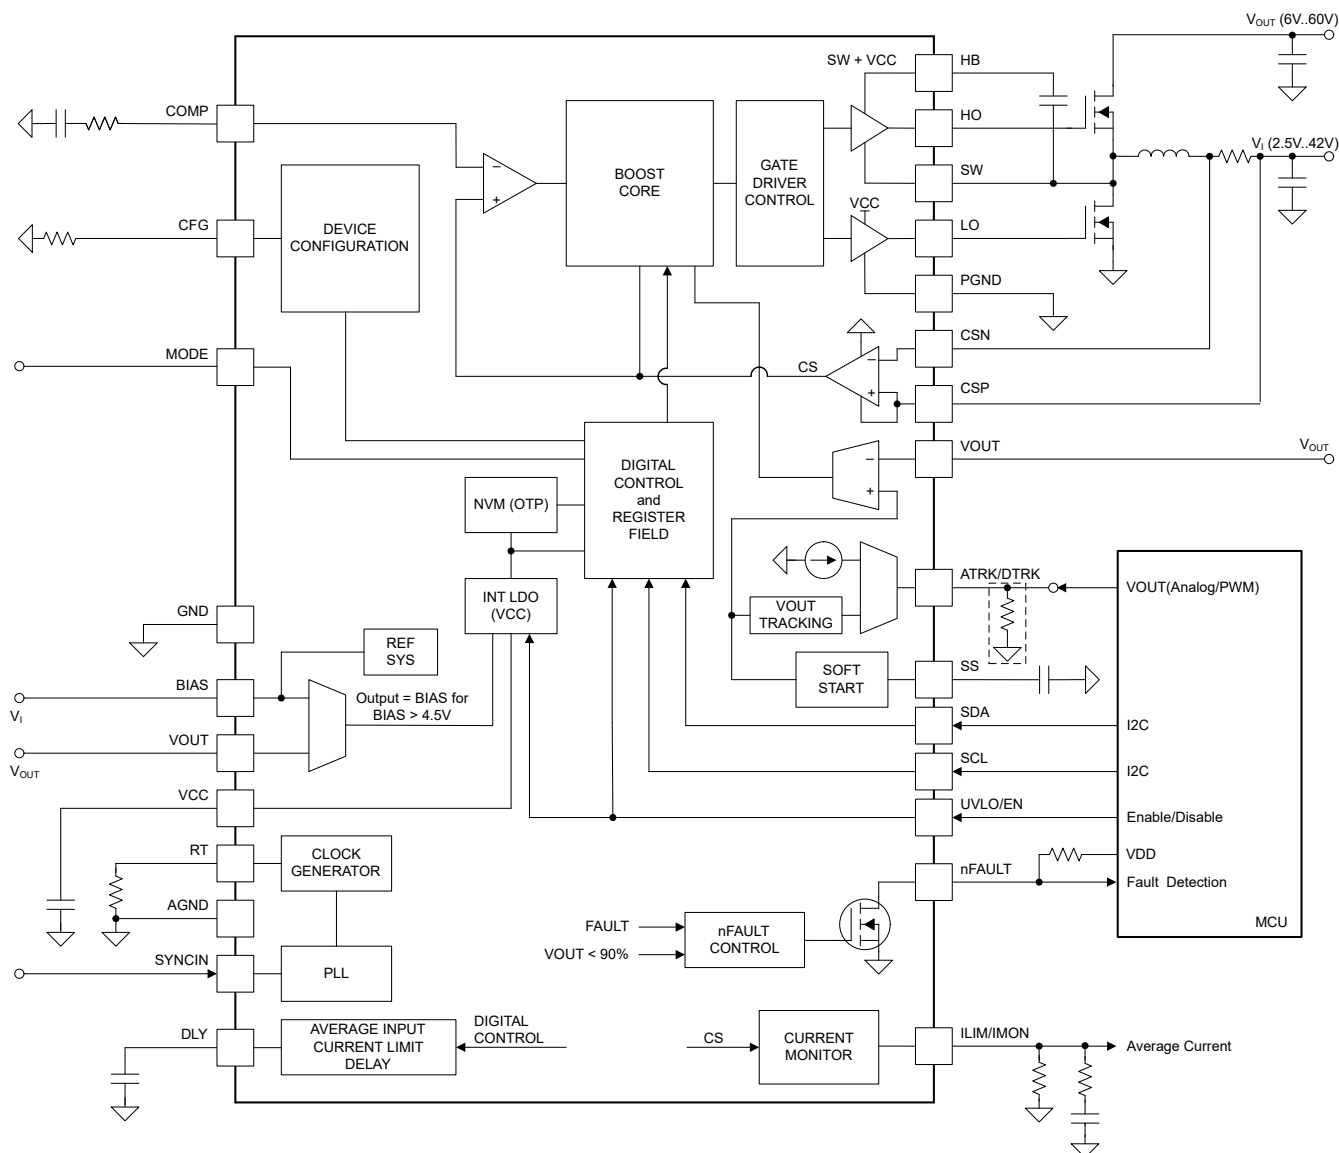 V_OUT (6V..60V)
SW + VCC
HB
COMP
HO
V_I (2.5V..42V)
BOOST
CORE
GATE
DRIVER
CONTROL
SW
−
+
CFG
DEVICE
CONFIGURATION
VCC
LO
PGND
MODE
CS
CSN
−
+
CSP
VOUT
V_OUT
−
+
DIGITAL
CONTROL
and
REGISTER
FIELD
NVM (OTP)
INT LDO
(VCC)
ATRK/DTRK
VOUT(Analog/PWM)
VOUT
TRACKING
GND
REF
SYS
SOFT
START
SS
BIAS
V_I
Output = BIAS for
BIAS > 4.5V
SDA
I2C
VOUT
V_OUT
SCL
I2C
VCC
UVLO/EN
Enable/Disable
RT
CLOCK
GENERATOR
VDD
nFAULT
Fault Detection
AGND
FAULT
VOUT < 90%
nFAULT
CONTROL
MCU
SYNCIN
PLL
DLY
AVERAGE INPUT
CURRENT LIMIT
DELAY
DIGITAL
CONTROL
CS
CURRENT
MONITOR
ILIM/IMON
Average Current